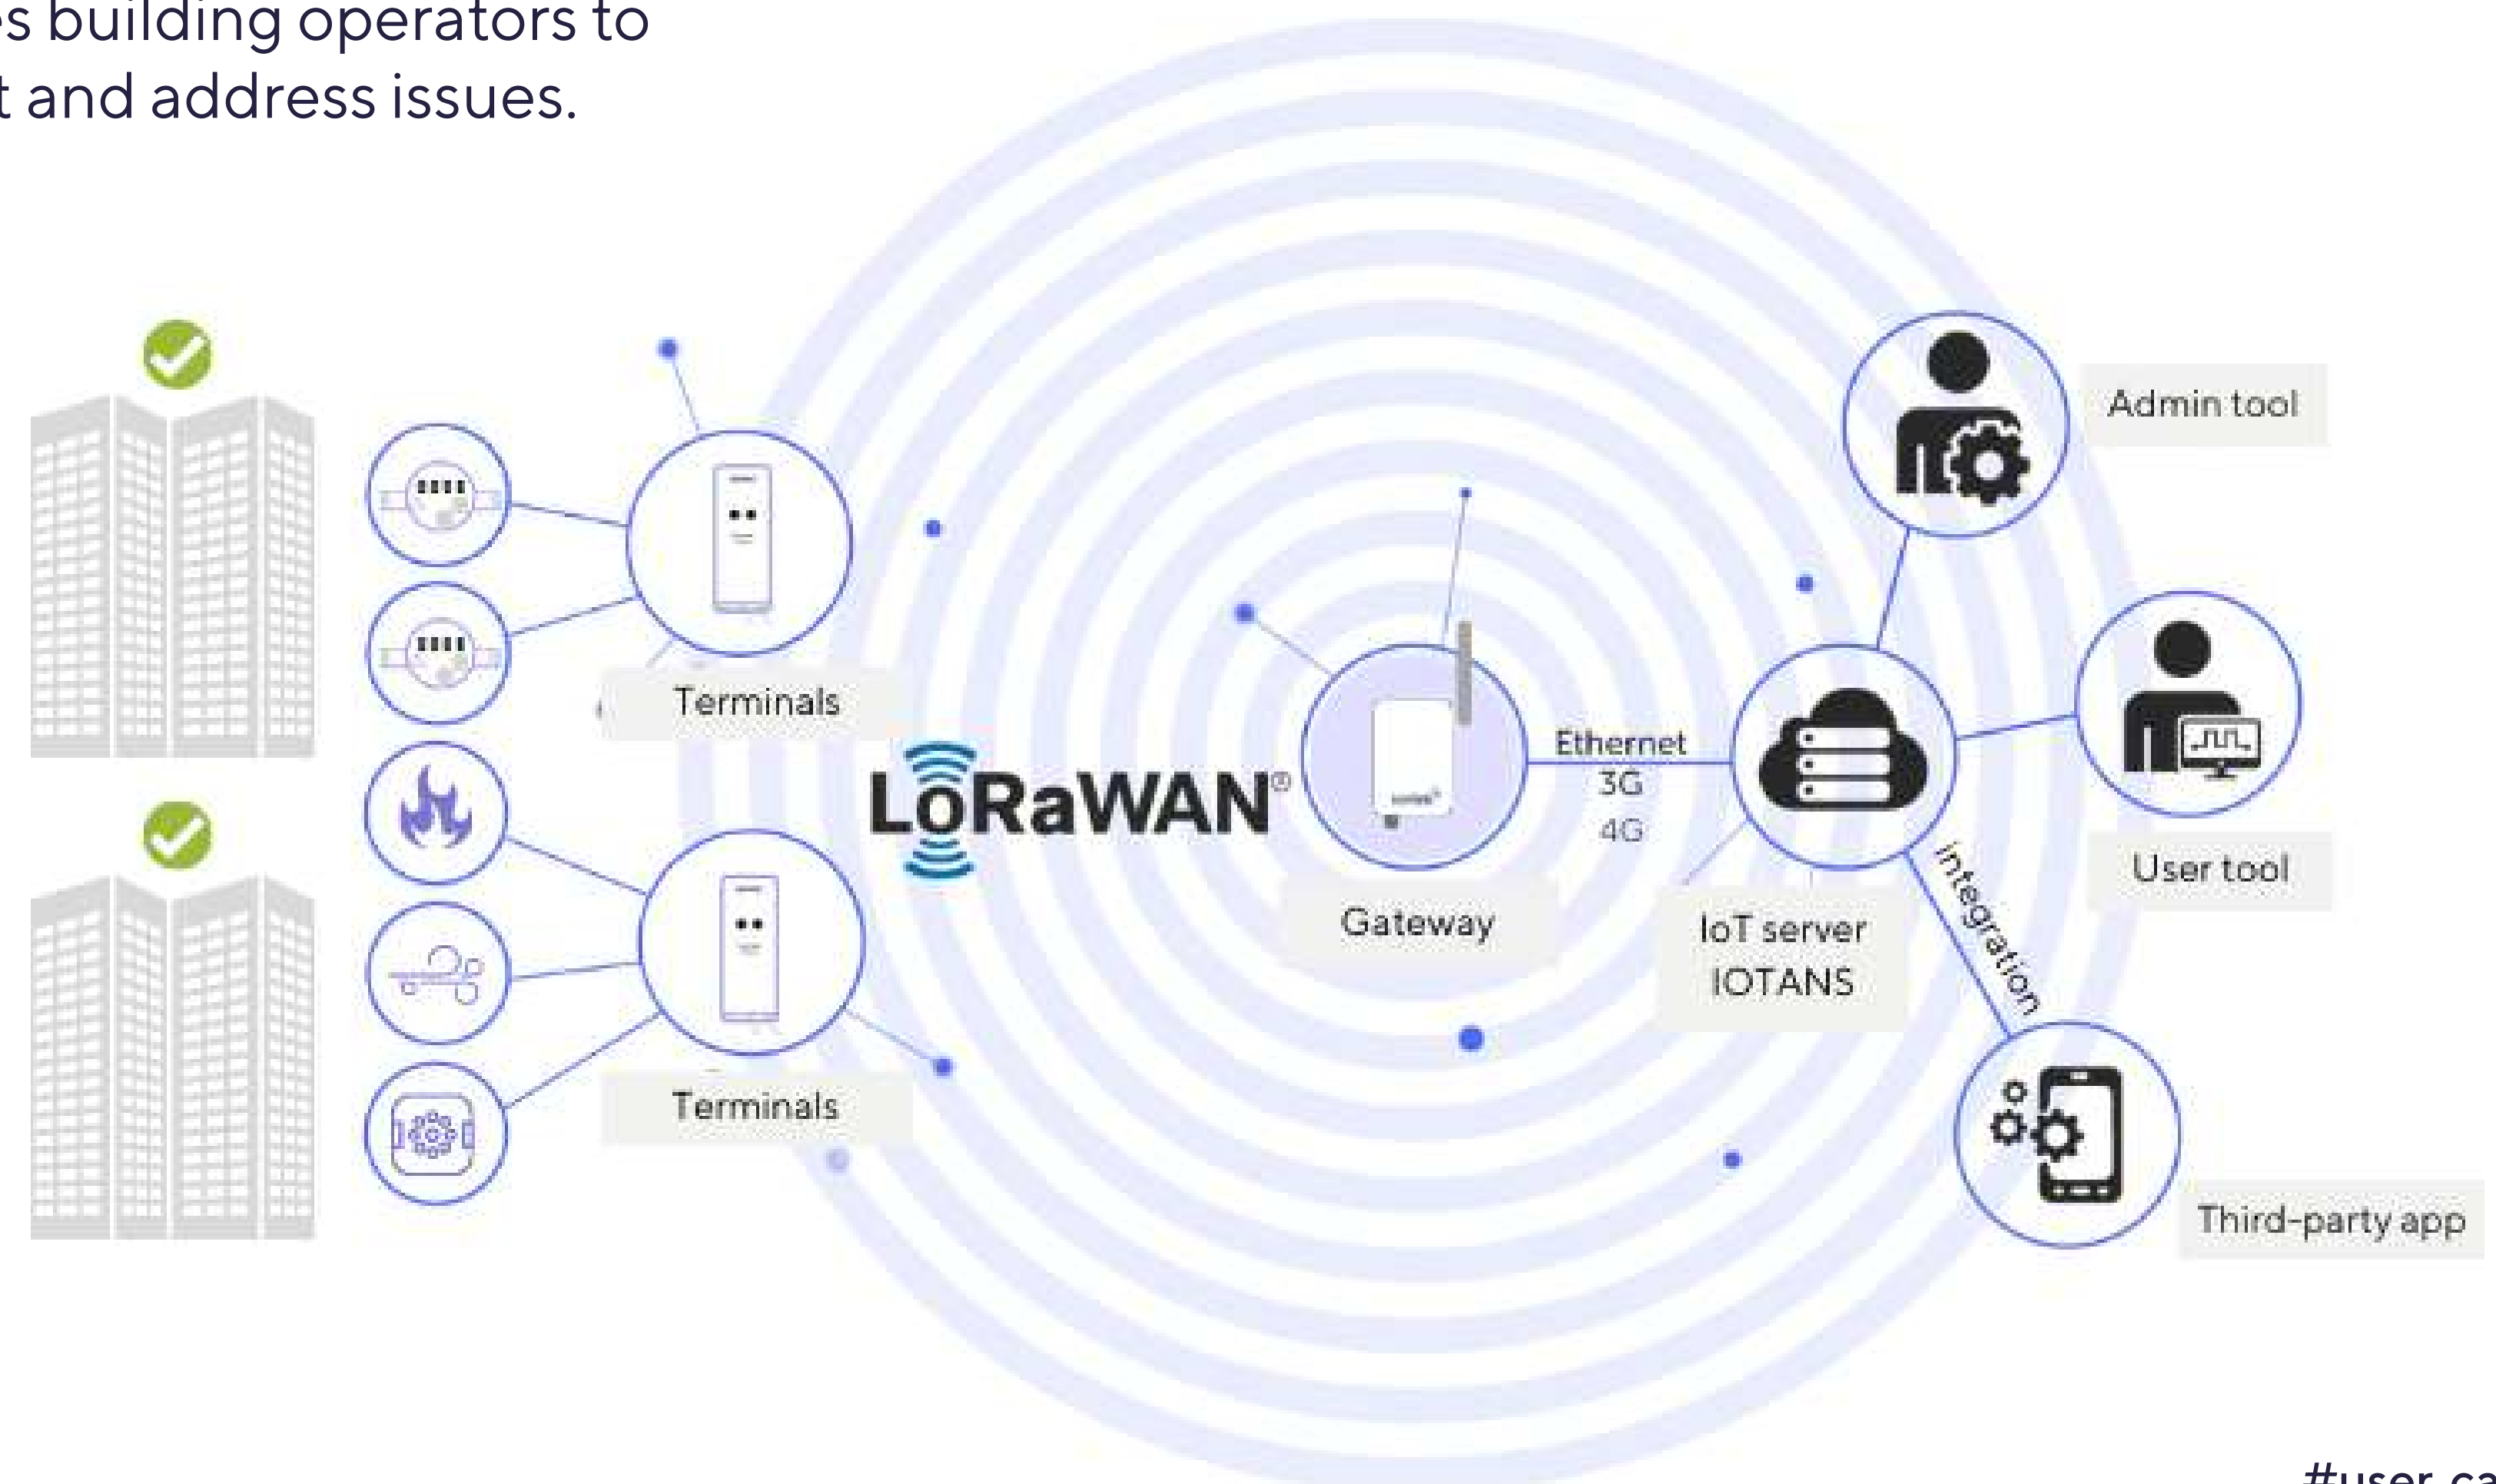 building operators to
and address issues.
Admin tool
Terminals
LoRaWAN®
Ethernet
3G
4G
User tool
Gateway
IoT server
IOTANS
integration
Terminals
Third-party app